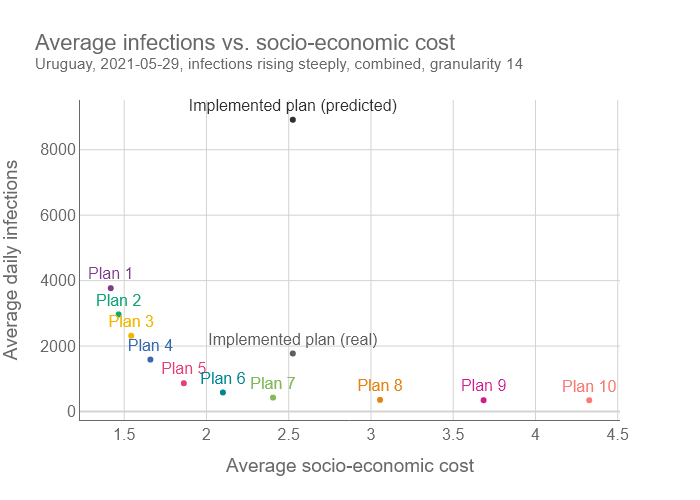 Average infections vs. socio-economic cost
Uruguay, 2021-05-29, infections rising steeply, combined, granularity 14
Implemented plan (predicted)
8000
6000
4000
2000
0
Average daily infections
Plan 1
Plan 2
Plan 3
Plan 4
Plan 5
Plan 6
Plan 7
Implemented plan (real)
Plan 8
Plan 9
Plan 10
1.5
2
2.5
3
3.5
4
4.5
Average socio-economic cost